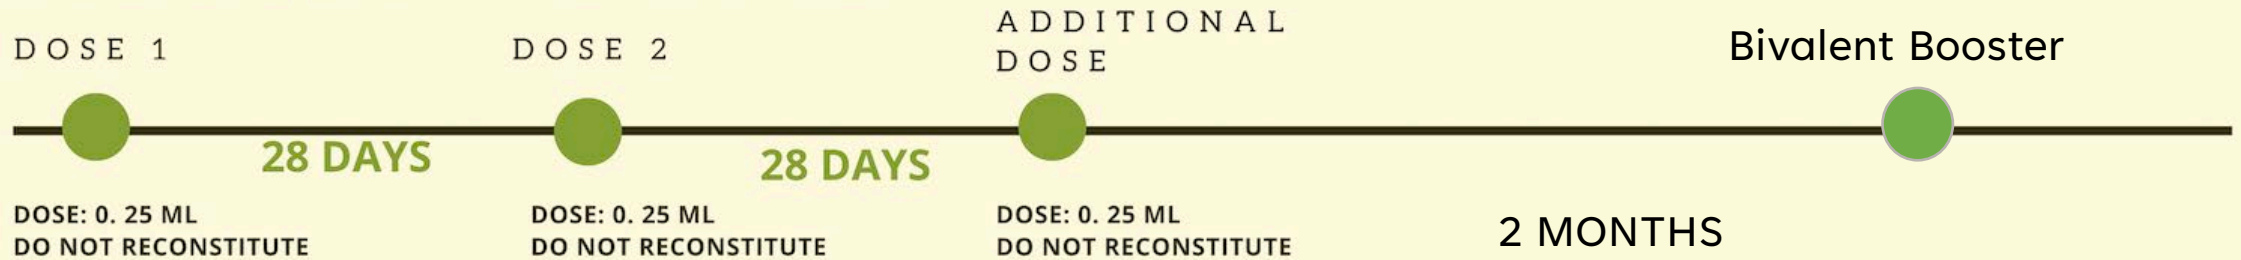 DOSE 1
DOSE 2
ADDITIONAL
DOSE
Bivalent Booster
28 DAYS
28 DAYS
DOSE: 0. 25 ML
DO NOT RECONSTITUTE
DOSE: 0. 25 ML
DO NOT RECONSTITUTE
DOSE: 0. 25 ML
DO NOT RECONSTITUTE
2 MONTHS